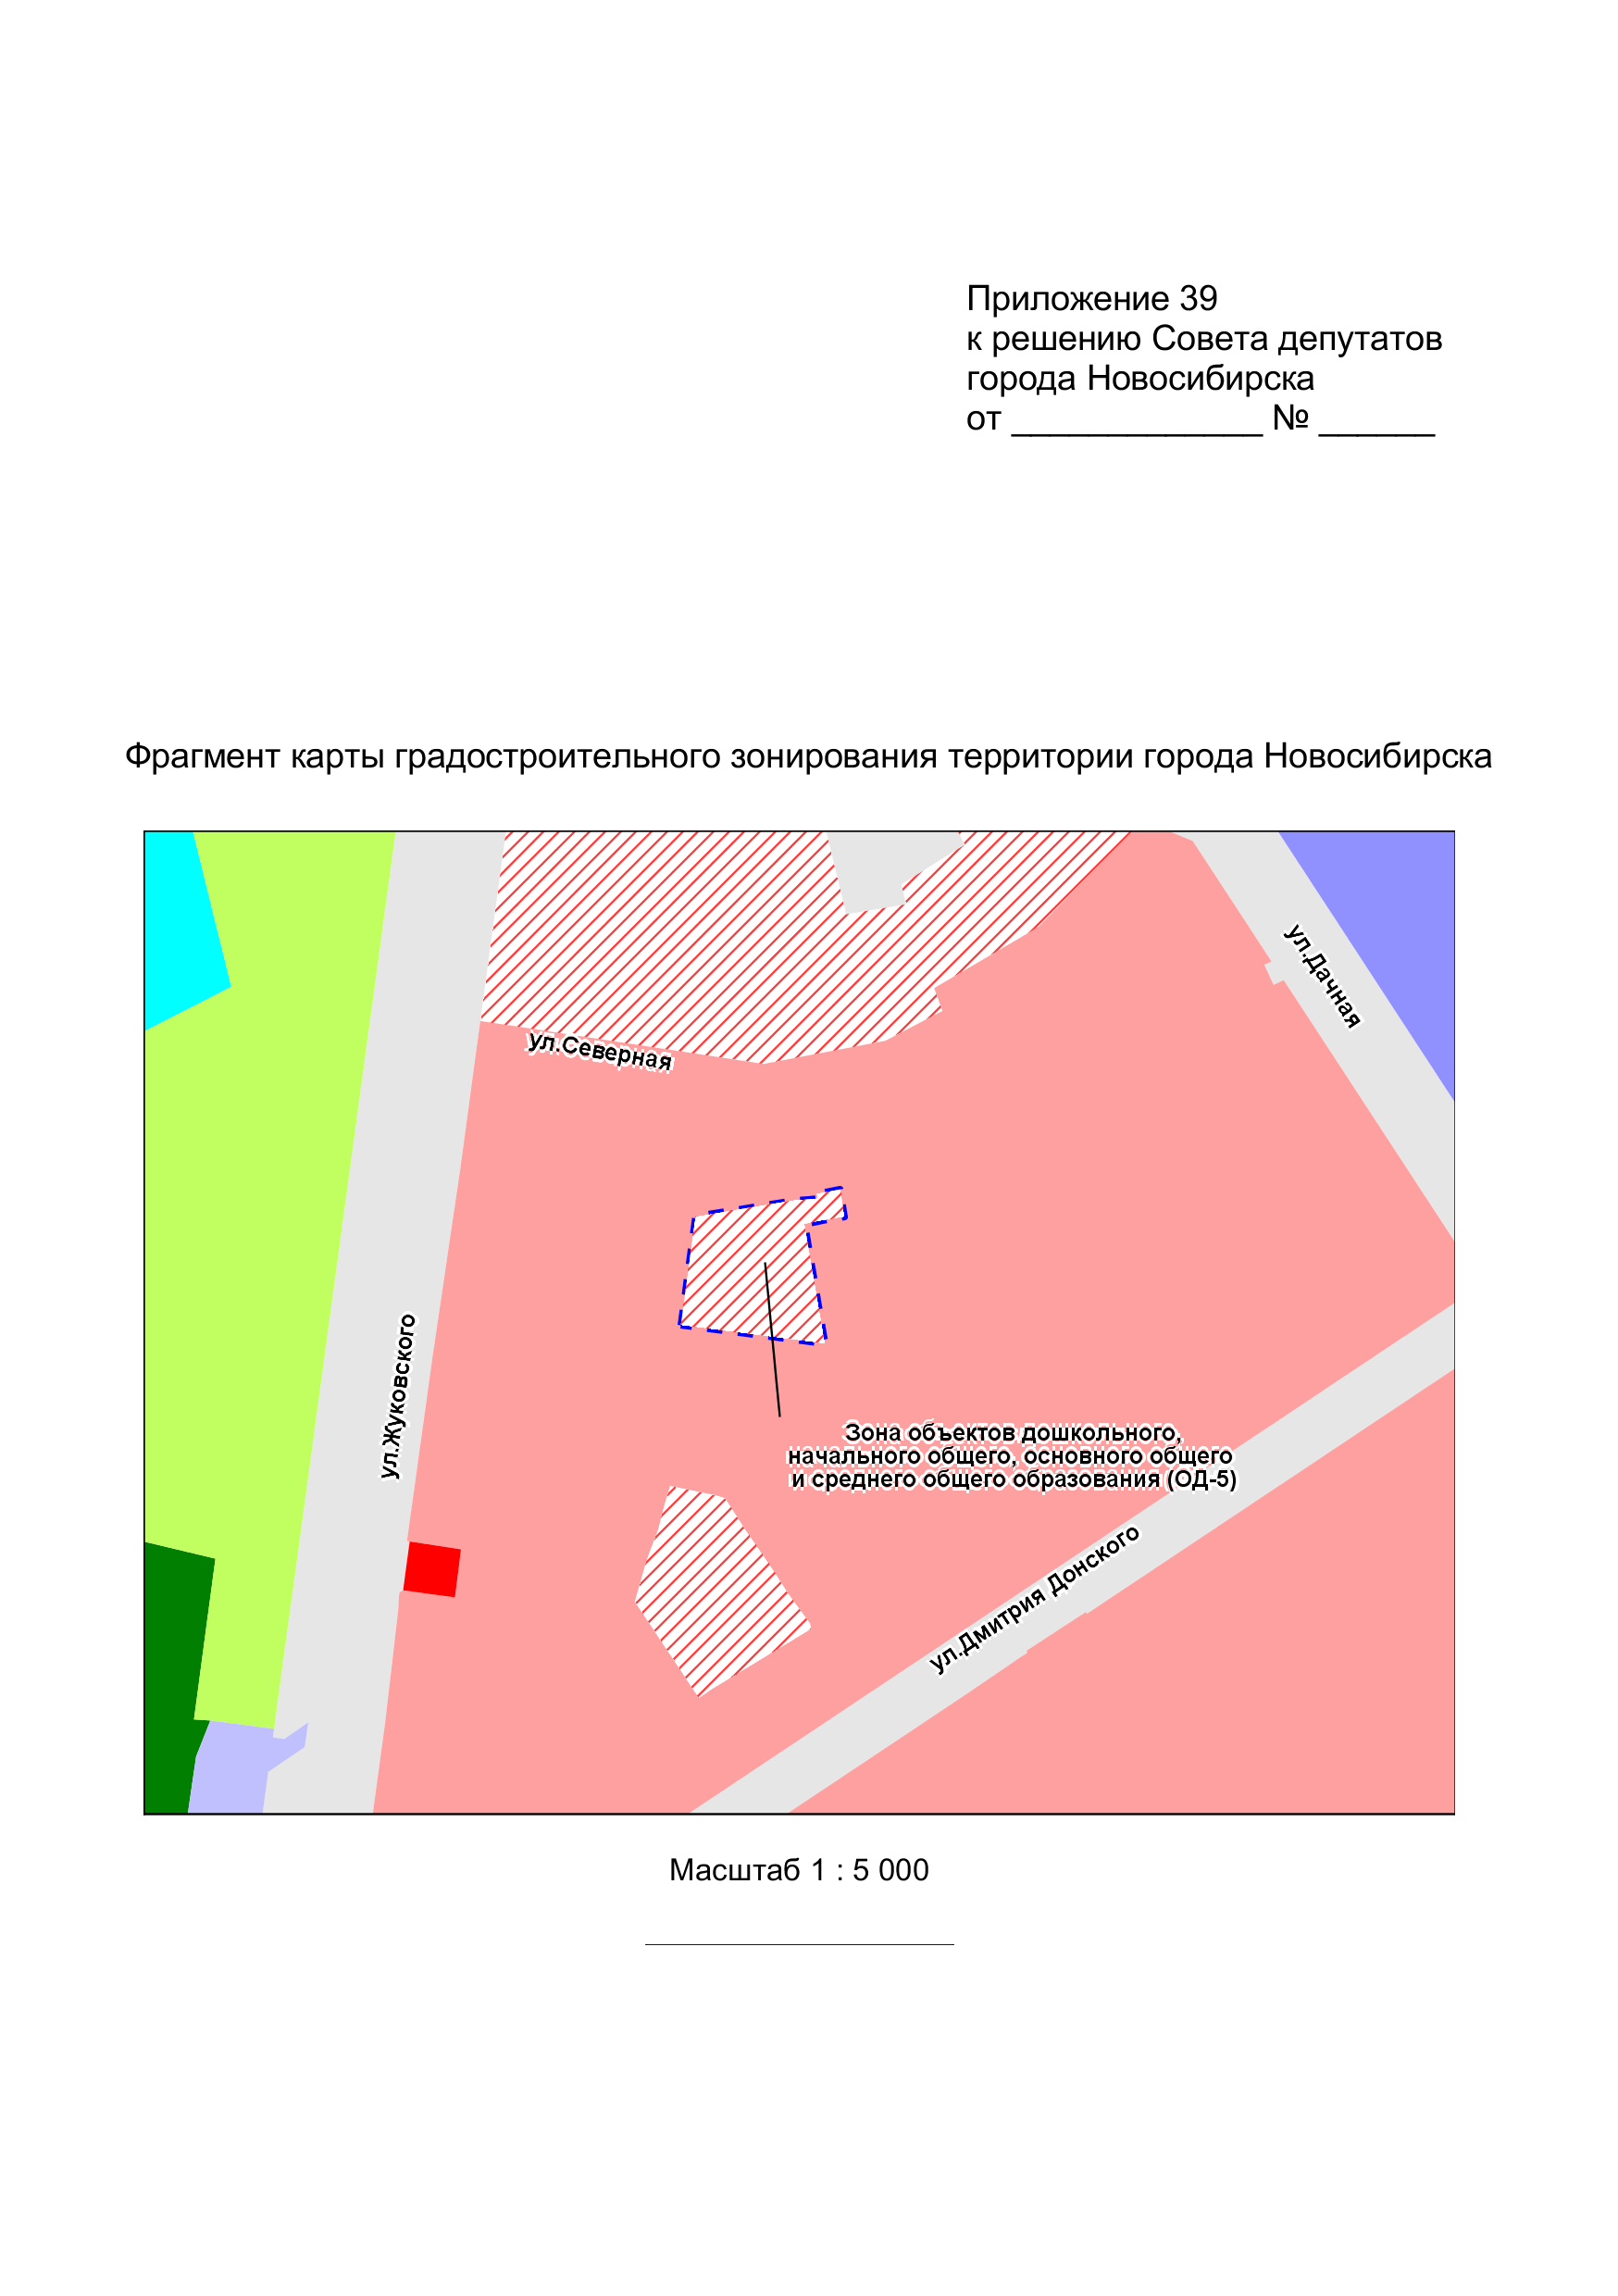 Приложение 39
к решению Совета депутатов
города Новосибирска
от _____________ № ______
Фрагмент карты градостроительного зонирования территории города Новосибирска
ул.Дачная
ул.Северная
ул.Жуковского
Зона объектов дошкольного,
начального общего, основного общего
и среднего общего образования (ОД-5)
ул.Дмитрия Донского
Масштаб 1 : 5 000